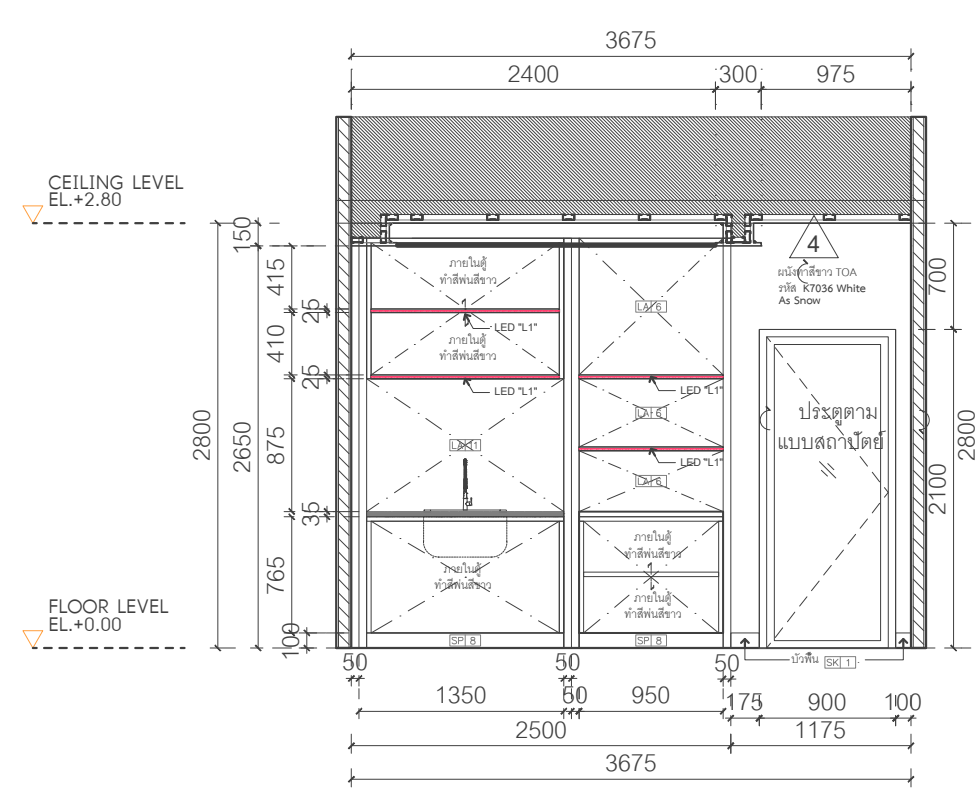 3675
2400
300
975
CEILING LEVEL
EL.+2.80
150
4
ผนังทาสีขาว TOA
รหัส K7036 White
As Snow
415
ภายในตู้
ทำสีพ่นสีขาว
700
LA 6
25
LED "L1"
410
ภายในตู้
ทำสีพ่นสีขาว
25
LED "L1"
LED "L1"
LA 6
ประตูตาม
แบบสถาปัตย์
2800
2650
875
2800
LA 11
LED "L1"
LA 6
2100
35
ภายในตู้
ทำสีพ่นสีขาว
765
ภายในตู้
ทำสีพ่นสีขาว
ภายในตู้
ทำสีพ่นสีขาว
FLOOR LEVEL
EL.+0.00
100
SP 8
SP 8
บัวพื้น SK 1
50
50
50
1350
50
950
175
900
100
2500
1175
3675